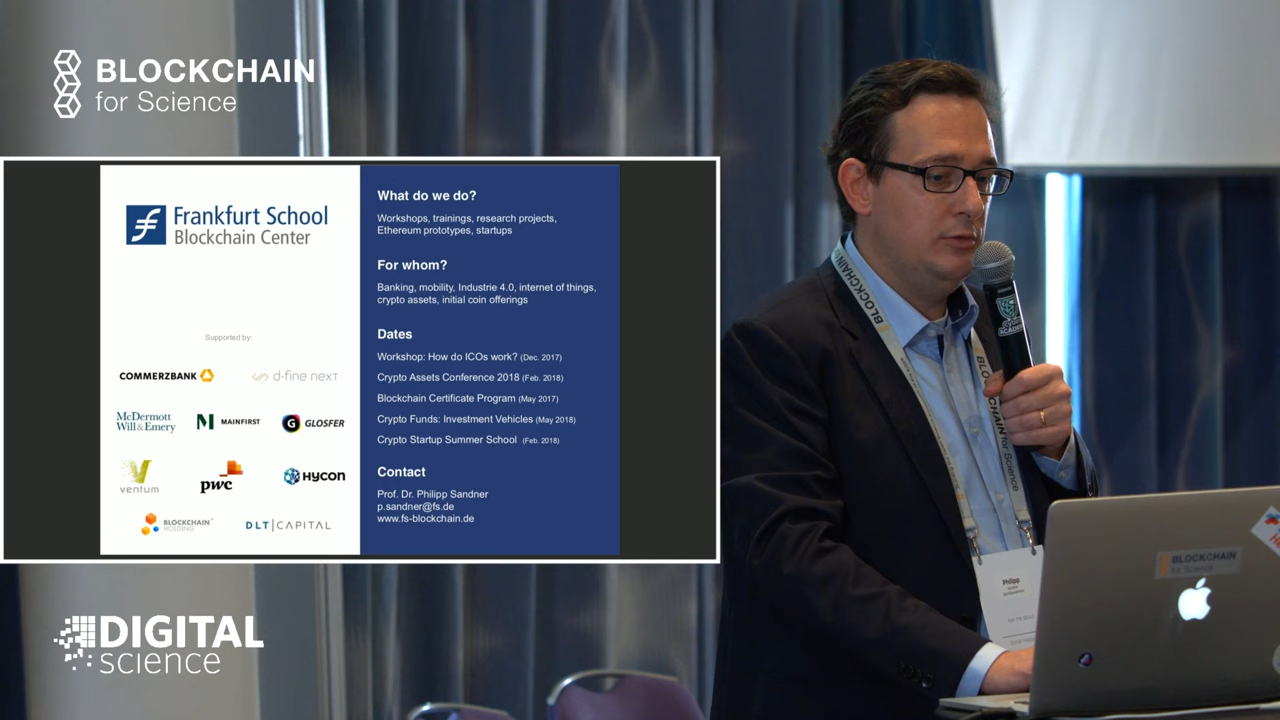 BLOCKCHAIN
for Science
Frankfurt School
Blockchain Center
Supported by:
COMMERZBANK
d-fine next
McDermott
Will & Emery
MAINFIRST
GLOSFER
ventum
pwc
HYCON
BLOCKCHAIN
HOLDING
DLT|CAPITAL
What do we do?
Workshops, trainings, research projects,
Ethereum prototypes, startups
For whom?
Banking, mobility, Industrie 4.0, internet of things,
crypto assets, initial coin offerings
Dates
Workshop: How do ICOs work? (Dec. 2017)
Crypto Assets Conference 2018 (Feb. 2018)
Blockchain Certificate Program (May 2017)
Crypto Funds: Investment Vehicles (May 2018)
Crypto Startup Summer School (Feb. 2018)
Contact
Prof. Dr. Philipp Sandner
p.sandner@fs.de
www.fs-blockchain.de
DIGITAL
science
BLOCKCHAIN
BLOCKCHAIN for Science
Philipp
BLOCKCHAIN
for Science